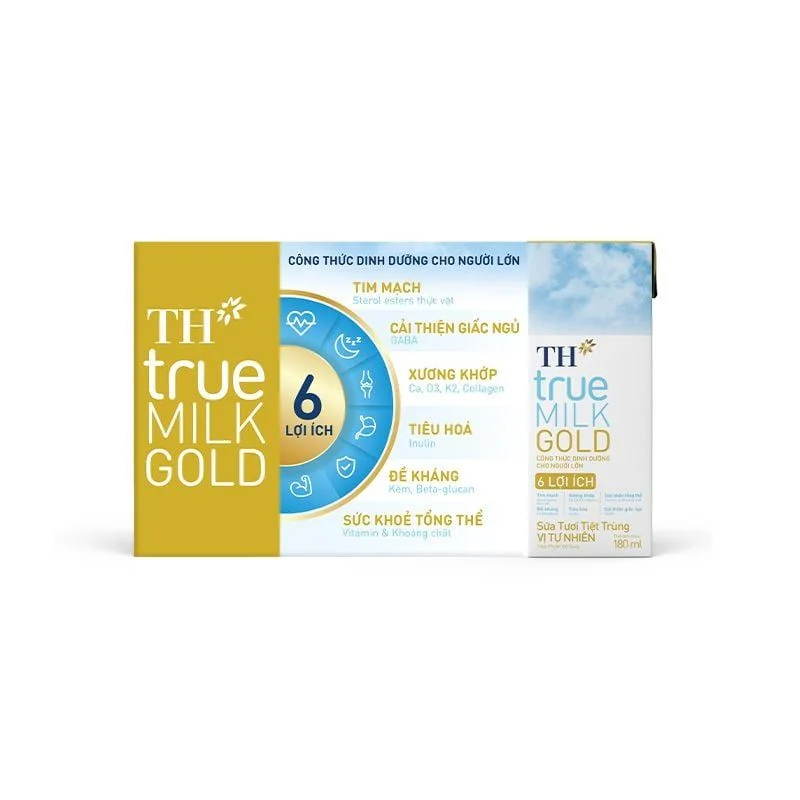 TH
true
MILK
GOLD
CÔNG THỨC DINH DƯỠNG CHO NGƯỜI LỚN
TIM MẠCH
Sterol esters thực vật
CẢI THIỆN GIẤC NGỦ
GABA
XƯƠNG KHỚP
Ca, D3, K2, Collagen
TIÊU HOÁ
Inulin
ĐỀ KHÁNG
Kẽm, Beta-glucan
SỨC KHOẺ TỔNG THỂ
Vitamin & Khoáng chất
6
LỢI ÍCH
TH
true
MILK
GOLD
CÔNG THỨC DINH DƯỠNG
CHO NGƯỜI LỚN
6 LỢI ÍCH
Sữa Tươi Tiệt Trùng
VỊ TỰ NHIÊN
180 ml